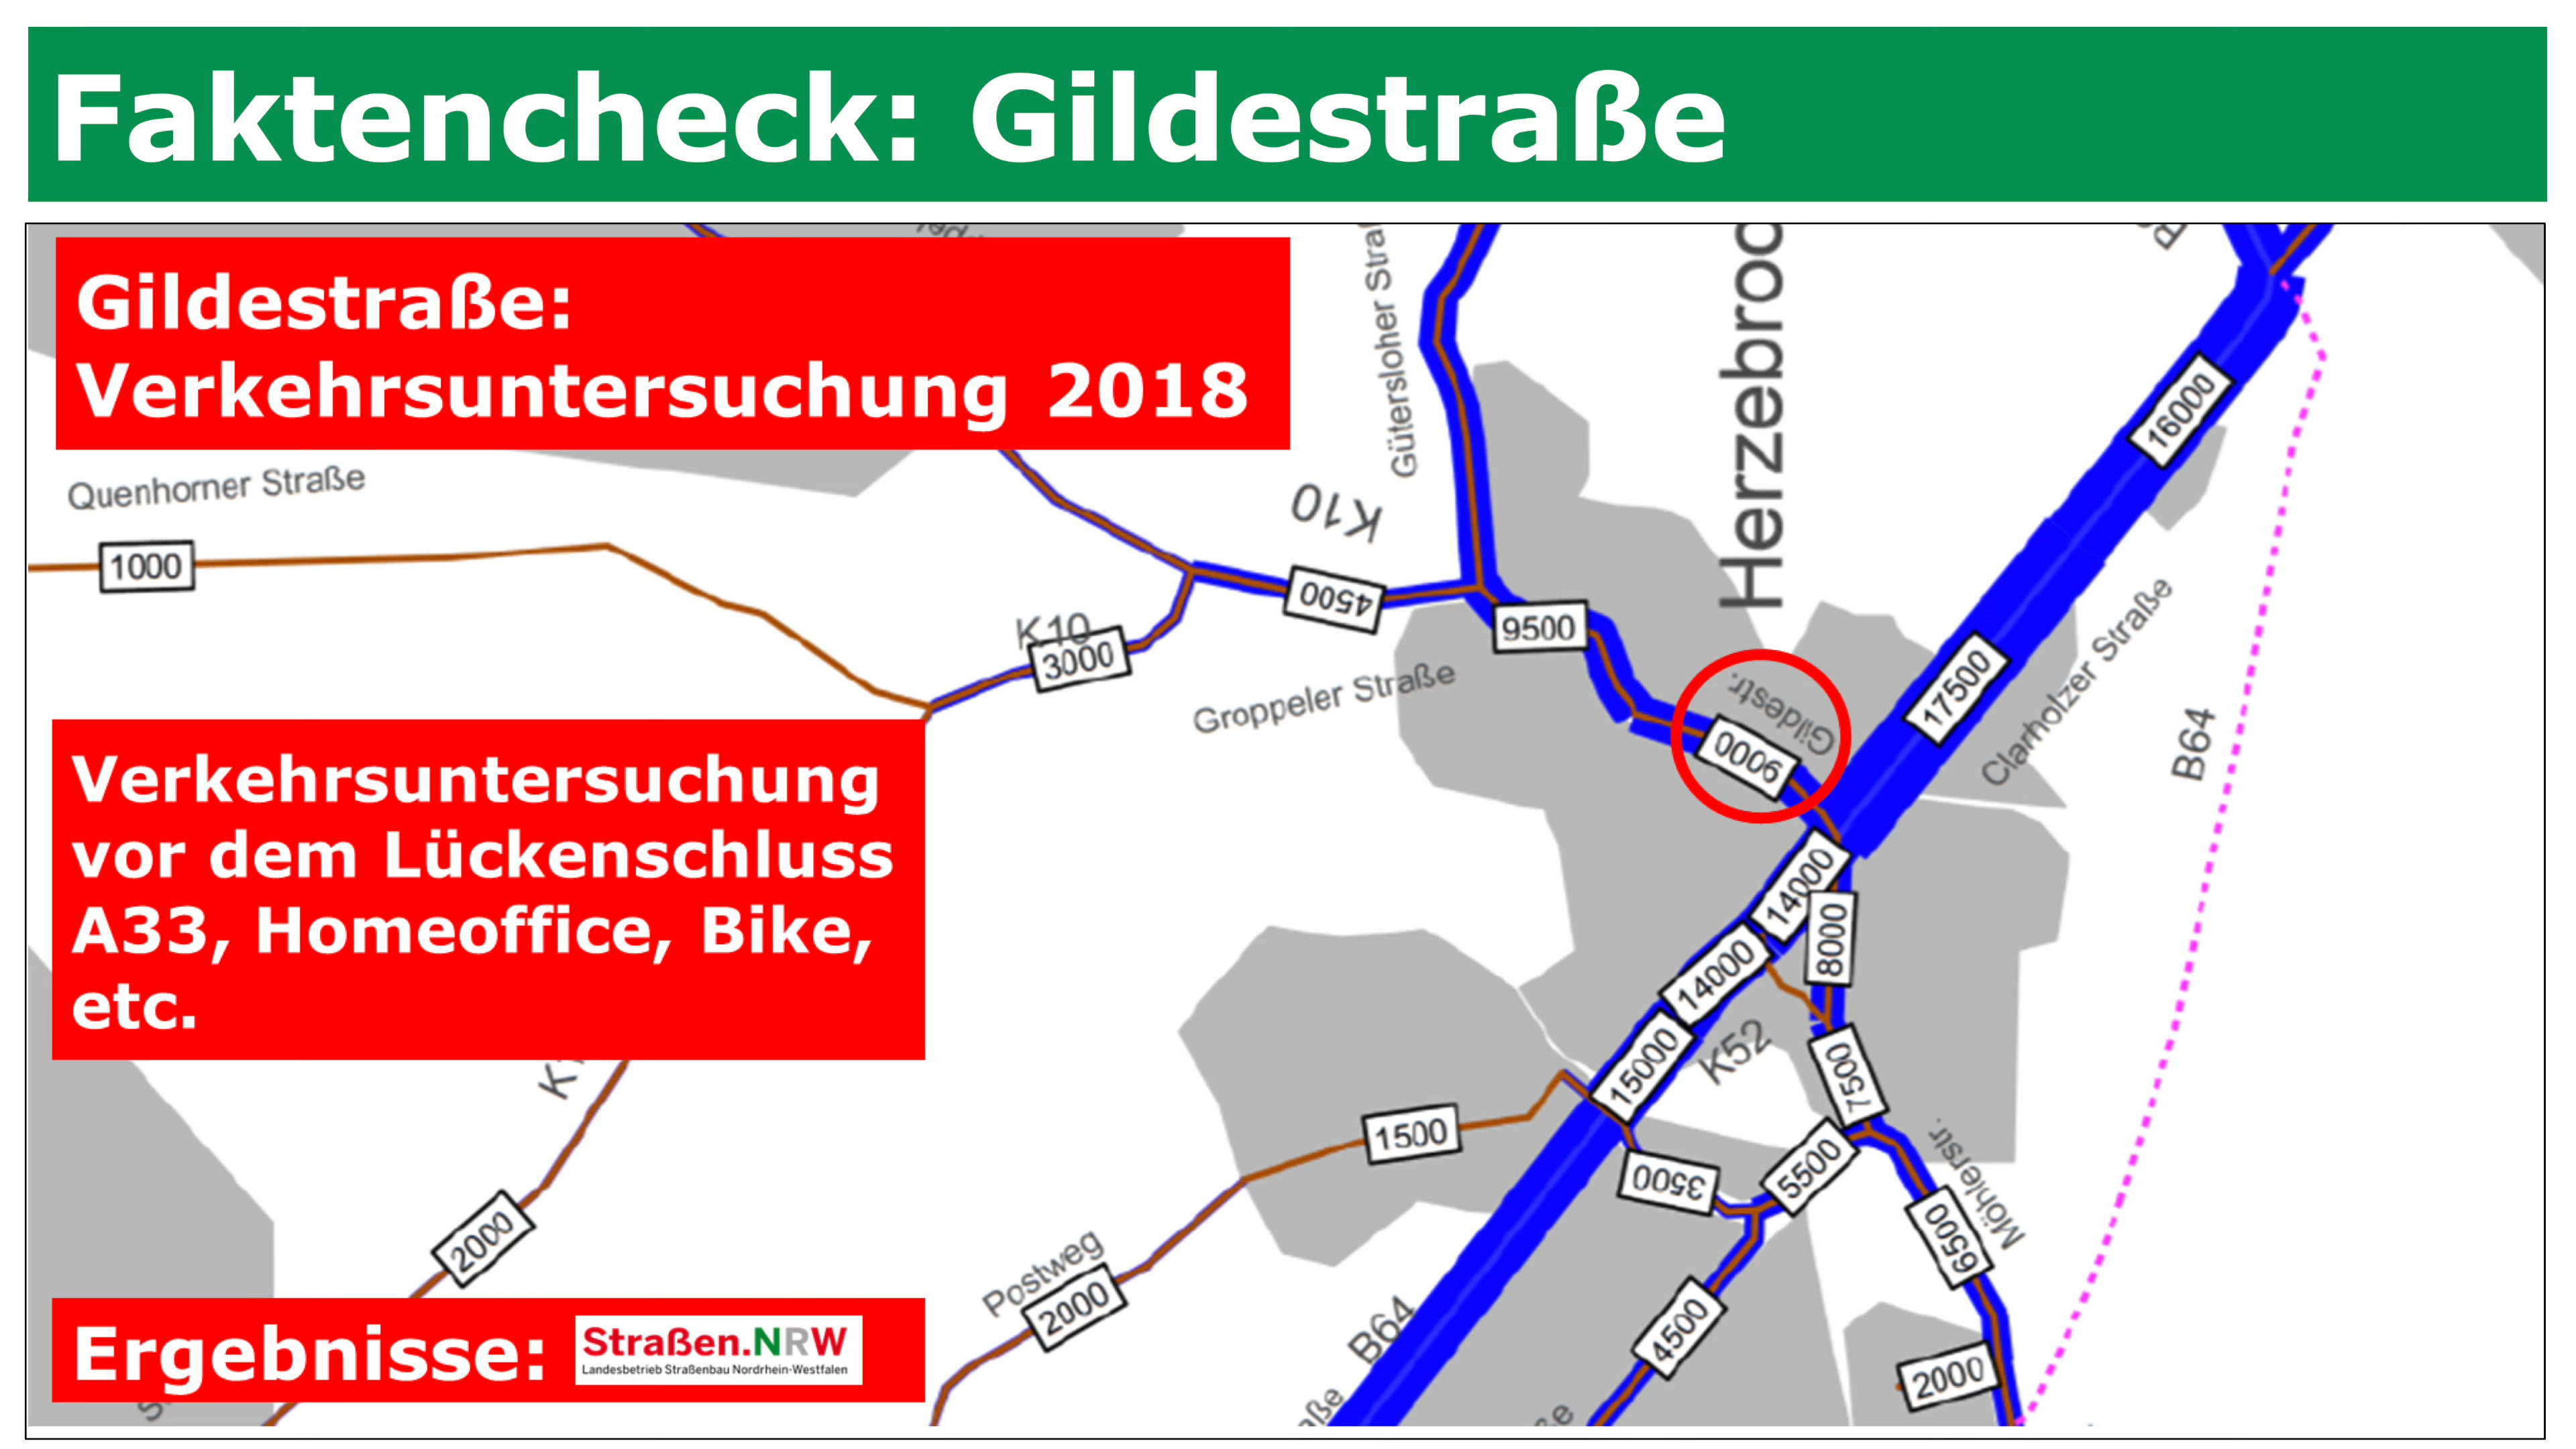 Faktencheck: Gildestraße
Gildestraße:
Verkehrsuntersuchung 2018
Quenhorner Straße
1000
K10
3000
K10
4500
Gütersloher Stra
Herzebroc
9500
Groppeler Straße
Gildestr.
9000
16000
17500
Clarholzer Straße
B64
Verkehrsuntersuchung
vor dem Lückenschluss
A33, Homeoffice, Bike,
etc.
14000
14000
8000
15000
K52
7500
1500
3500
5500
Möhlerstr.
6500
2000
Postweg
2000
B64
4500
2000
Ergebnisse:
Straßen.NRW
Landesbetrieb Straßenbau Nordrhein-Westfalen